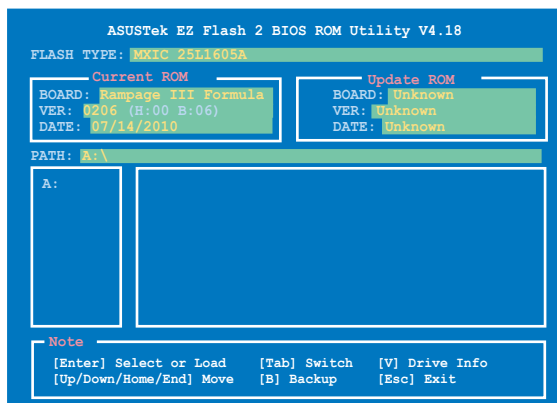 ASUSTek EZ Flash 2 BIOS ROM Utility V4.18
FLASH TYPE: MXIC 25L1605A
Current ROM
BOARD: Rampage III Formula
VER: 0206 (H:00 B:06)
DATE: 07/14/2010
Update ROM
BOARD: Unknown
VER: Unknown
DATE: Unknown
PATH: A:\
A:
Note
[Enter] Select or Load [Tab] Switch [V] Drive Info
[Up/Down/Home/End] Move [B] Backup [Esc] Exit